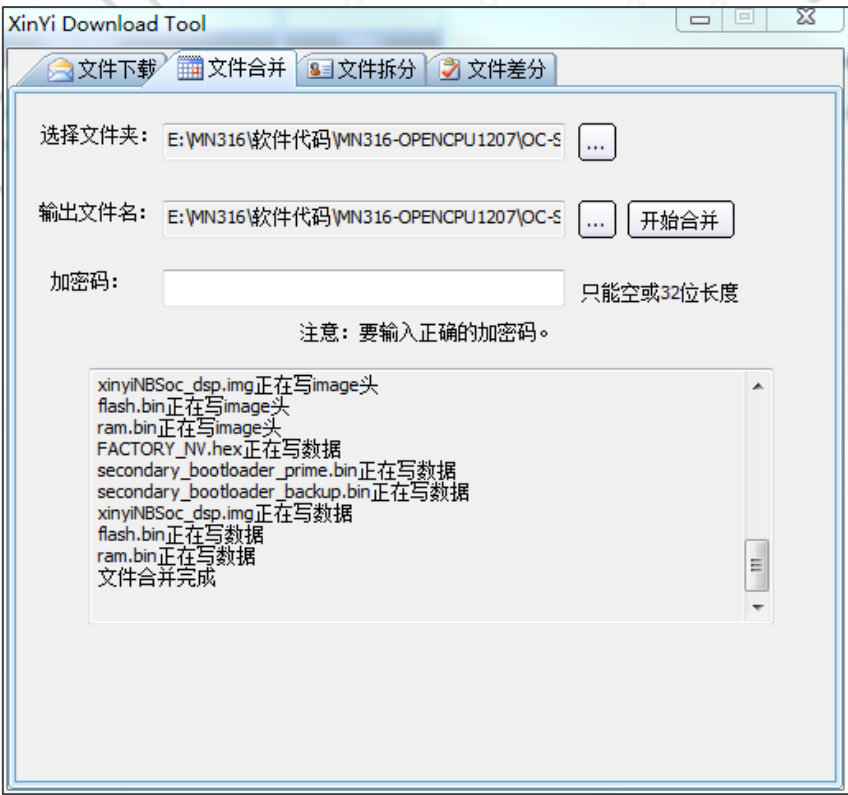 XinYi Download Tool
文件下载 文件合并 文件拆分 文件差分
选择文件夹： E:\MN316\软件代码\MN316-OPENCPU1207\OC-S ...
输出文件名： E:\MN316\软件代码\MN316-OPENCPU1207\OC-S ... 开始合并
加密码： 只能空或32位长度
注意：要输入正确的加密码。
xinyiNBSoc_dsp.img正在写image头
flash.bin正在写image头
ram.bin正在写image头
FACTORY_NV.hex正在写数据
secondary_bootloader_prime.bin正在写数据
secondary_bootloader_backup.bin正在写数据
xinyiNBSoc_dsp.img正在写数据
flash.bin正在写数据
ram.bin正在写数据
文件合并完成